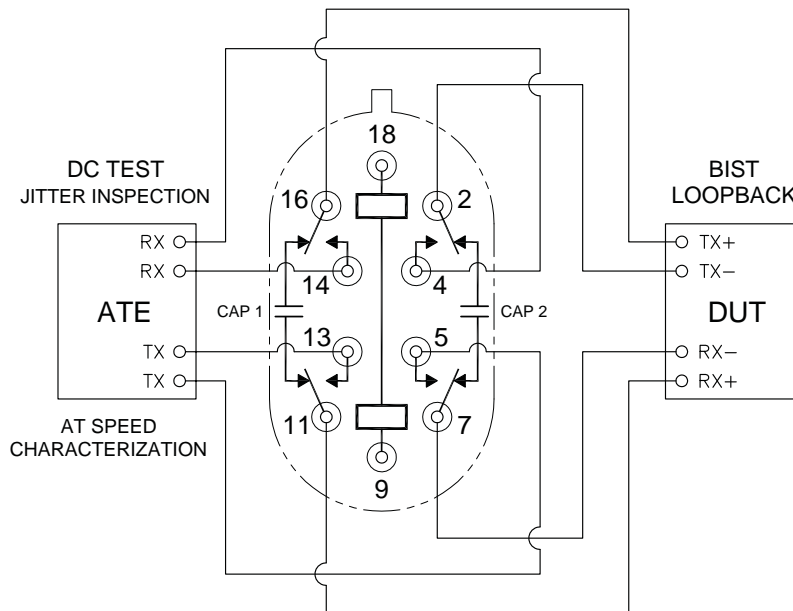 18
DC TEST
JITTER INSPECTION
BIST
LOOPBACK
16
2
RX
TX+
RX
TX-
14
4
ATE
CAP 1
CAP 2
DUT
13
5
TX
RX-
TX
RX+
11
7
AT SPEED
CHARACTERIZATION
9